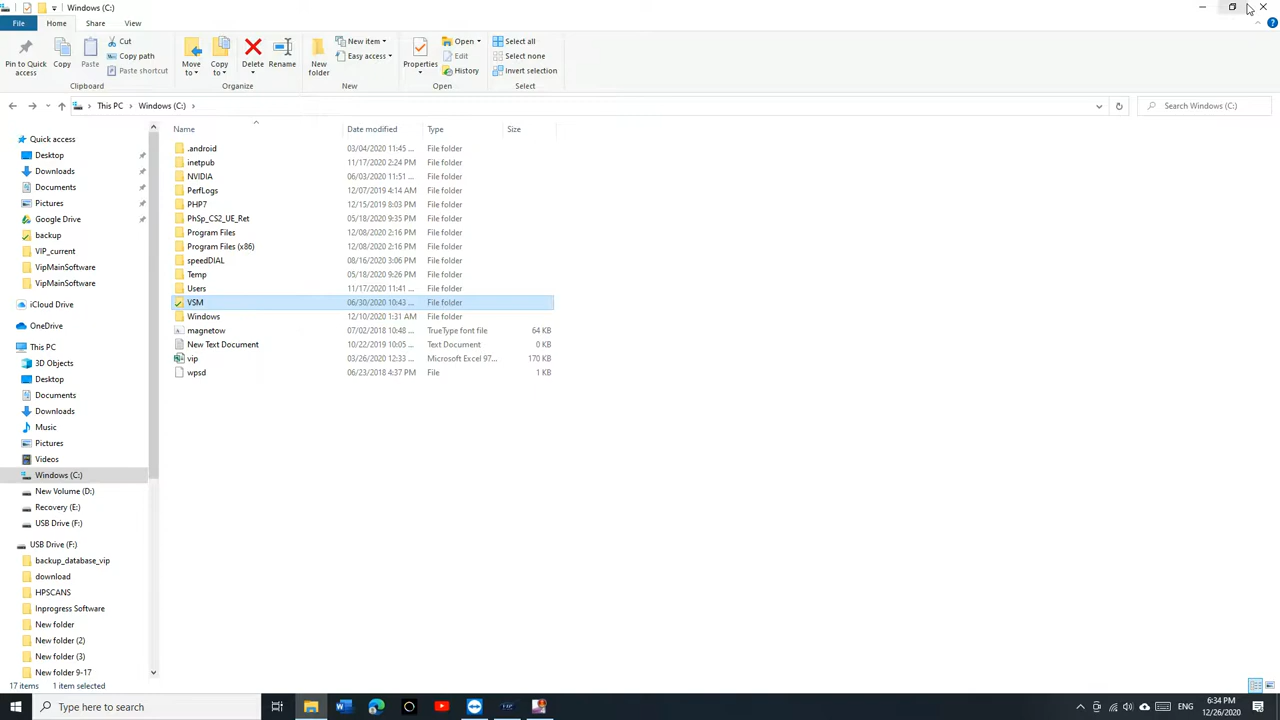 Windows (C:)
File Home Share View
Pin to Quick access
Copy
Paste
Cut
Copy path
Paste shortcut
Clipboard
Move to
Copy to
Delete
Rename
Organize
New folder
New item
Easy access
New
Properties
Open
Edit
History
Open
Select all
Select none
Invert selection
Select
This PC > Windows (C:) >
Search Windows (C:)
Name Date modified Type Size
.android 03/04/2020 11:45 ... File folder
inetpub 11/17/2020 2:24 PM File folder
NVIDIA 06/03/2020 11:51 ... File folder
PerfLogs 12/07/2019 4:14 AM File folder
PHP7 12/15/2019 8:03 PM File folder
PhSp_CS2_UE_Ret 05/18/2020 9:35 PM File folder
Program Files 12/08/2020 2:16 PM File folder
Program Files (x86) 12/08/2020 2:16 PM File folder
speedDIAL 08/16/2020 3:06 PM File folder
Temp 05/18/2020 9:26 PM File folder
Users 11/17/2020 11:41 ... File folder
VSM 06/30/2020 10:43 ... File folder
Windows 12/10/2020 1:31 AM File folder
magnetow 07/02/2018 10:48 ... TrueType font file 64 KB
New Text Document 10/22/2019 10:05 ... Text Document 0 KB
vip 03/26/2020 12:33 ... Microsoft Excel 97... 170 KB
wpsd 06/23/2018 4:37 PM File 1 KB
Quick access
Desktop
Downloads
Documents
Pictures
Google Drive
backup
VIP_current
VipMainSoftware
VipMainSoftware
iCloud Drive
OneDrive
This PC
3D Objects
Desktop
Documents
Downloads
Music
Pictures
Videos
Windows (C:)
New Volume (D:)
Recovery (E:)
USB Drive (F:)
USB Drive (F:)
backup_database_vip
download
HPSCANS
Inprogress Software
New folder
New folder (2)
New folder (3)
New folder 9-17
17 items 1 item selected
Type here to search
ENG
6:34 PM
12/26/2020